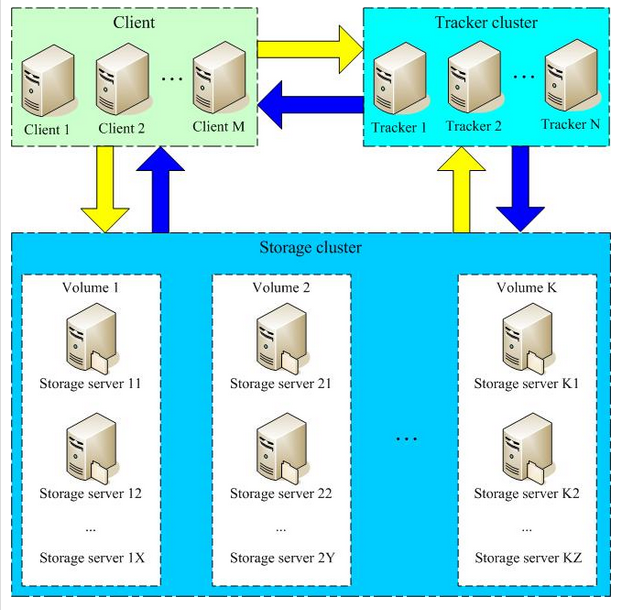 Client
Tracker cluster
Client 1
Client 2
...
Client M
Tracker 1
Tracker 2
...
Tracker N
Storage cluster
Volume 1
Storage server 11
Storage server 12
...
Storage server 1X
Volume 2
Storage server 21
Storage server 22
...
Storage server 2Y
...
Volume K
Storage server K1
Storage server K2
...
Storage server KZ